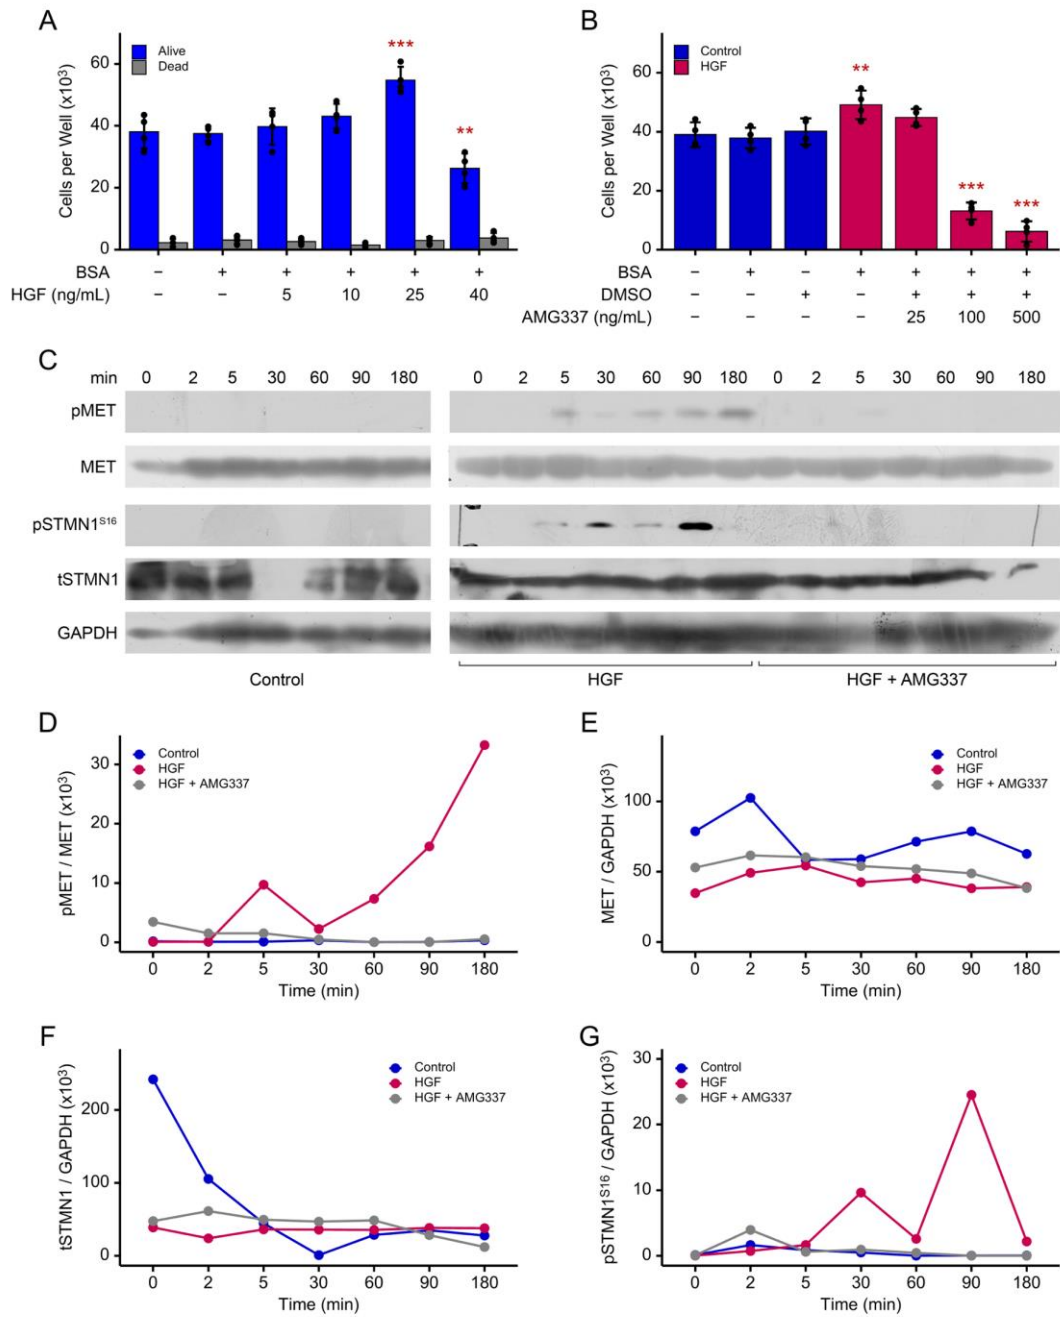 A
Cells per Well (x10³)
60
40
20
0
Alive
Dead
***
**
BSA – + + + + +
HGF (ng/mL) – – 5 10 25 40
B
Cells per Well (x10³)
60
40
20
0
Control
HGF
**
***
***
BSA – + – + + + +
DMSO – – + – + + +
AMG337 (ng/mL) – – – – 25 100 500
C
min 0 2 5 30 60 90 180 0 2 5 30 60 90 180 0 2 5 30 60 90 180
pMET
MET
pSTMN1ˢ¹⁶
tSTMN1
GAPDH
Control HGF HGF + AMG337
D
pMET / MET (x10³)
30
20
10
0
Control
HGF
HGF + AMG337
0 2 5 30 60 90 180
Time (min)
E
MET / GAPDH (x10³)
100
50
0
Control
HGF
HGF + AMG337
0 2 5 30 60 90 180
Time (min)
F
tSTMN1 / GAPDH (x10³)
200
100
0
Control
HGF
HGF + AMG337
0 2 5 30 60 90 180
Time (min)
G
pSTMN1ˢ¹⁶ / GAPDH (x10³)
30
20
10
0
Control
HGF
HGF + AMG337
0 2 5 30 60 90 180
Time (min)